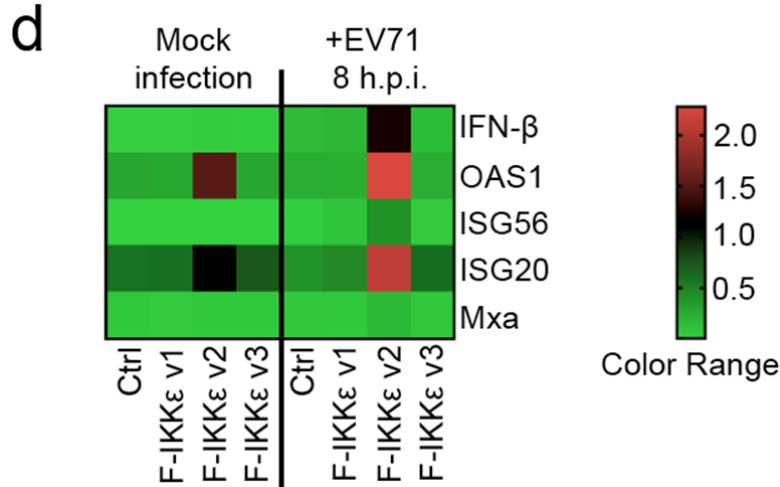 d
Mock
infection
+EV71
8 h.p.i.
IFN-β
OAS1
ISG56
ISG20
Mxa
Ctrl
F-IKKε v1
F-IKKε v2
F-IKKε v3
Ctrl
F-IKKε v1
F-IKKε v2
F-IKKε v3
2.0
1.5
1.0
0.5
Color Range